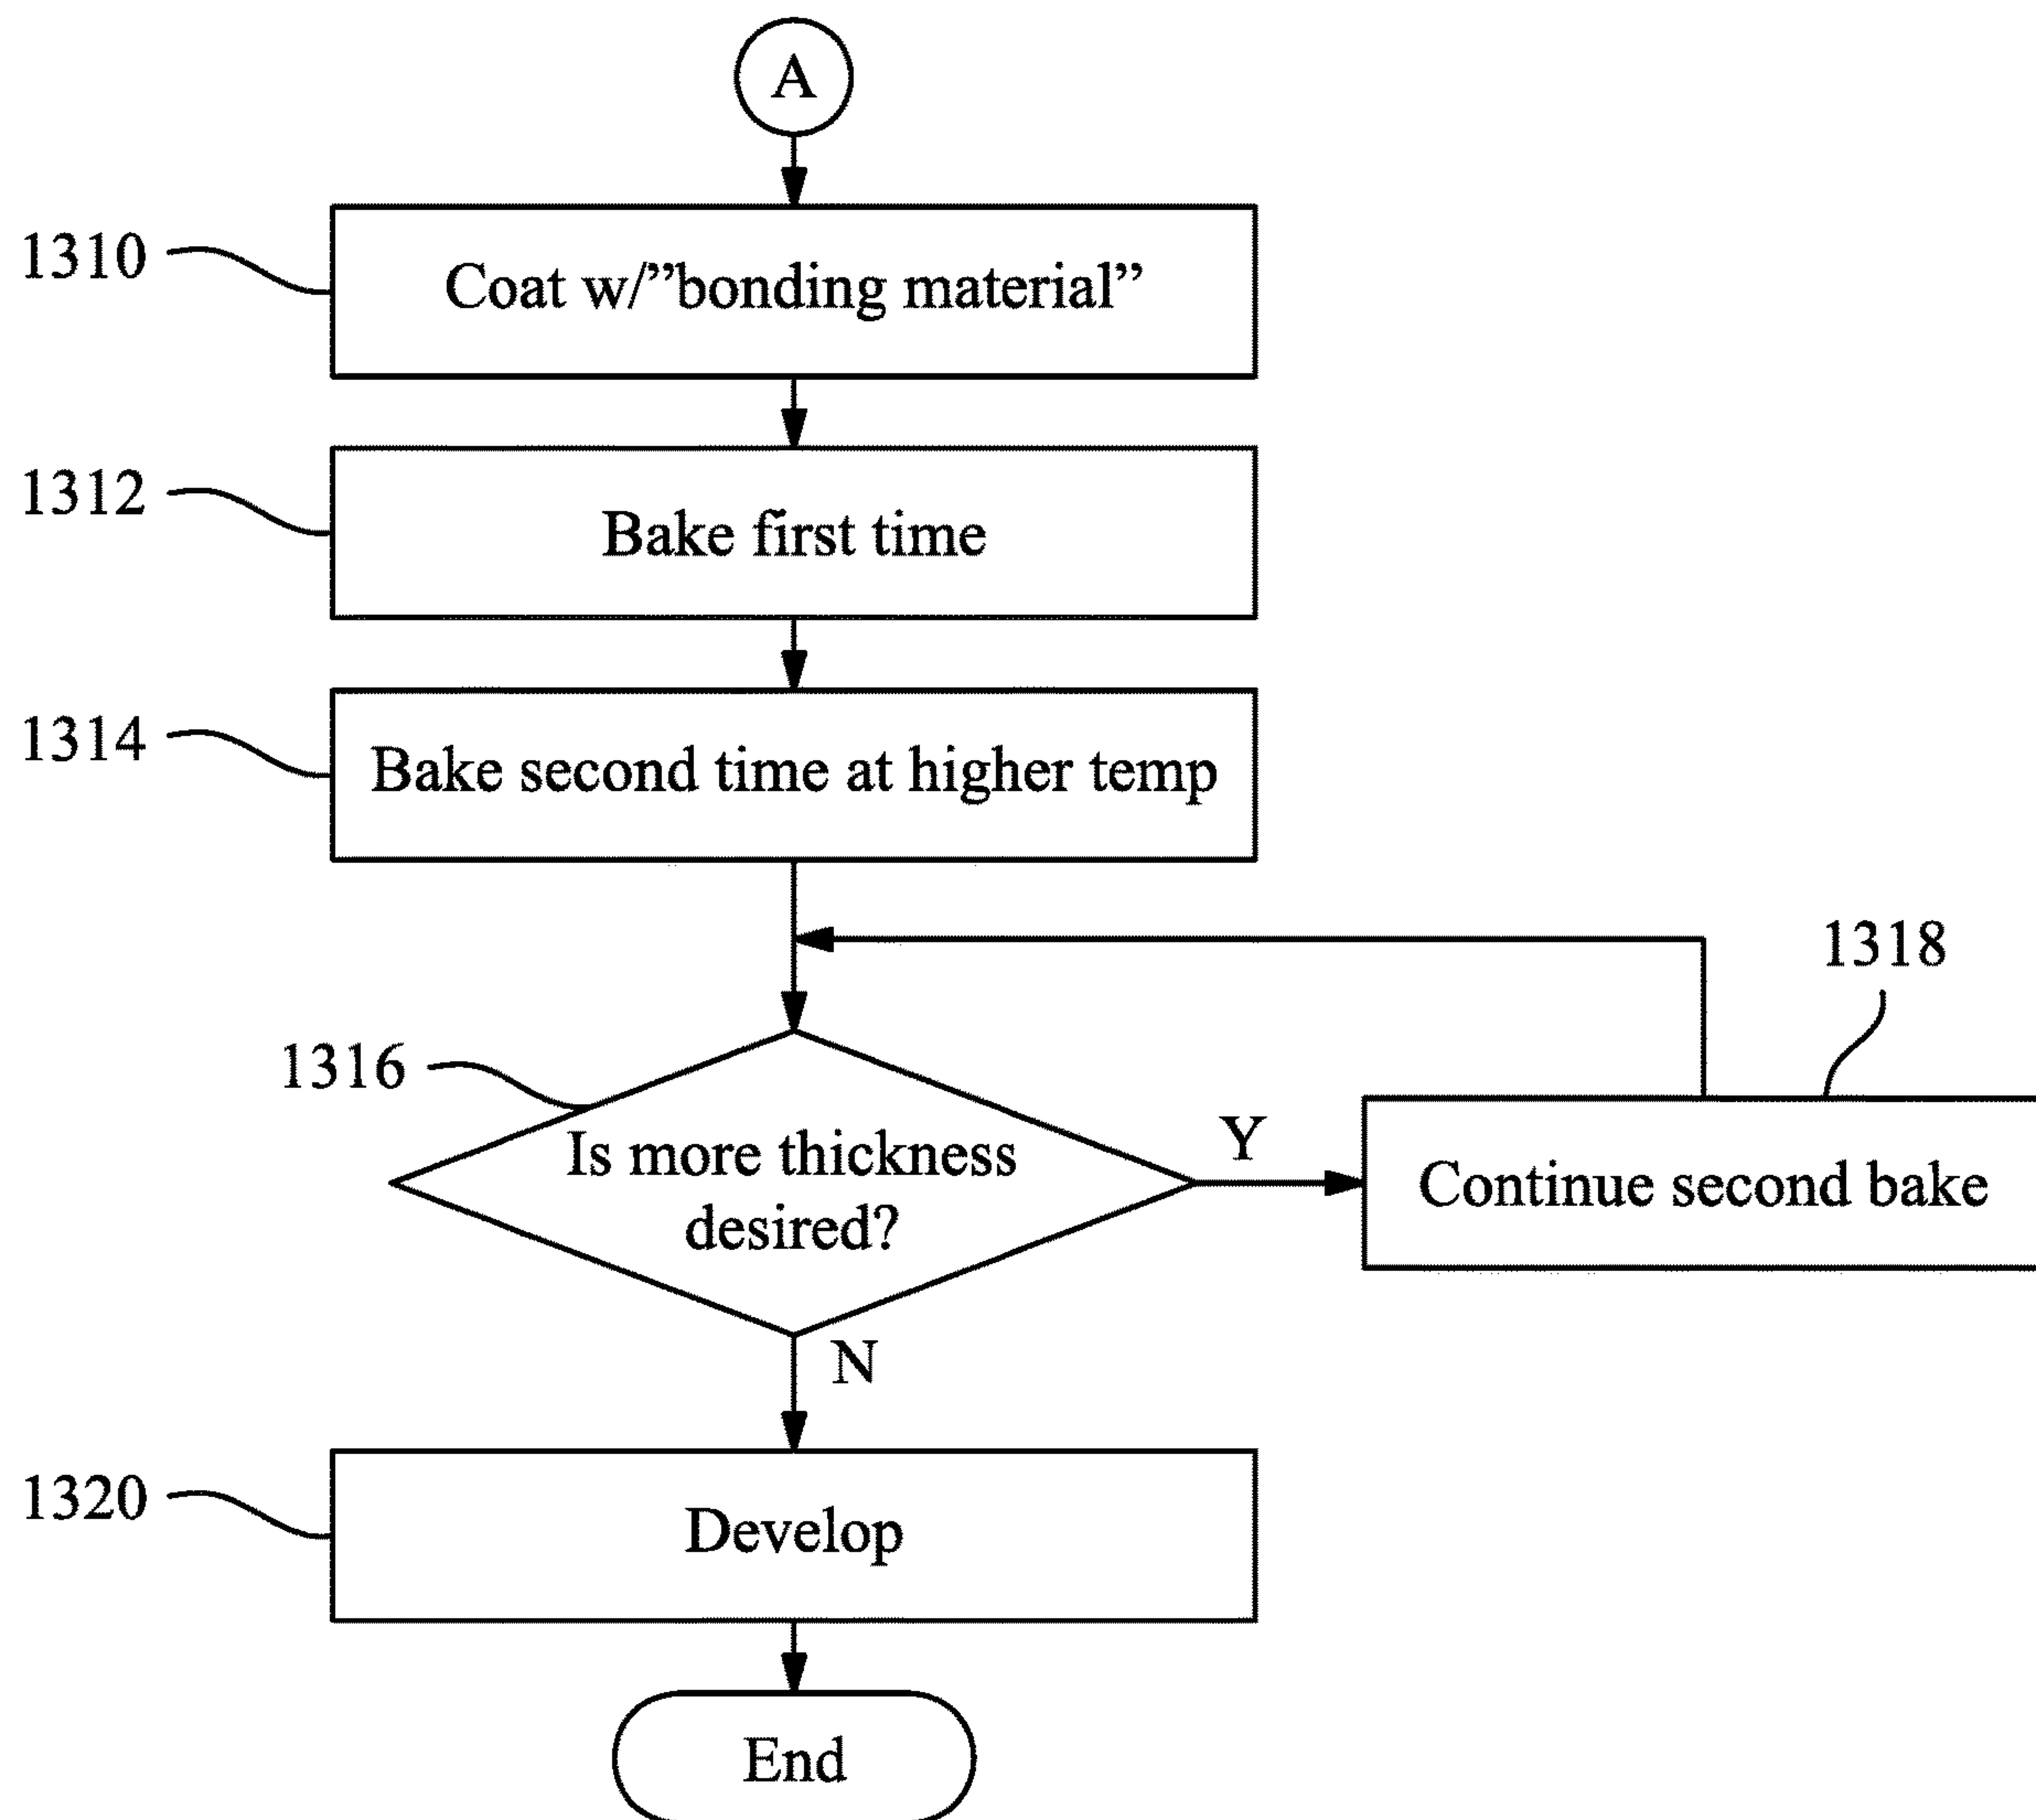 A
1310
Coat w/”bonding material”
1312
Bake first time
1314
Bake second time at higher temp
1318
1316
Is more thickness
desired?
Y
Continue second bake
N
1320
Develop
End